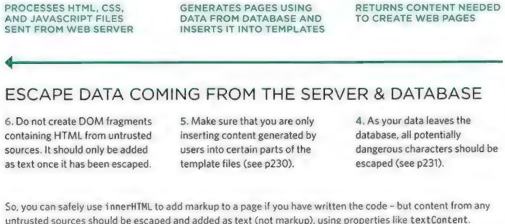 PROCESSES HTML, CSS,
AND JAVASCRIPT FILES
SENT FROM WEB SERVER
GENERATES PAGES USING
DATA FROM DATABASE AND
INSERTS IT INTO TEMPLATES
RETURNS CONTENT NEEDED
TO CREATE WEB PAGES
ESCAPE DATA COMING FROM THE SERVER & DATABASE
6. Do not create DOM fragments
containing HTML from untrusted
sources. It should only be added
as text once it has been escaped.
5. Make sure that you are only
inserting content generated by
users into certain parts of the
template files (see p230).
4. As your data leaves the
database, all potentially
dangerous characters should be
escaped (see p231).
So, you can safely use innerHTML to add markup to a page if you have written the code – but content from any
untrusted sources should be escaped and added as text (not markup), using properties like textContent.